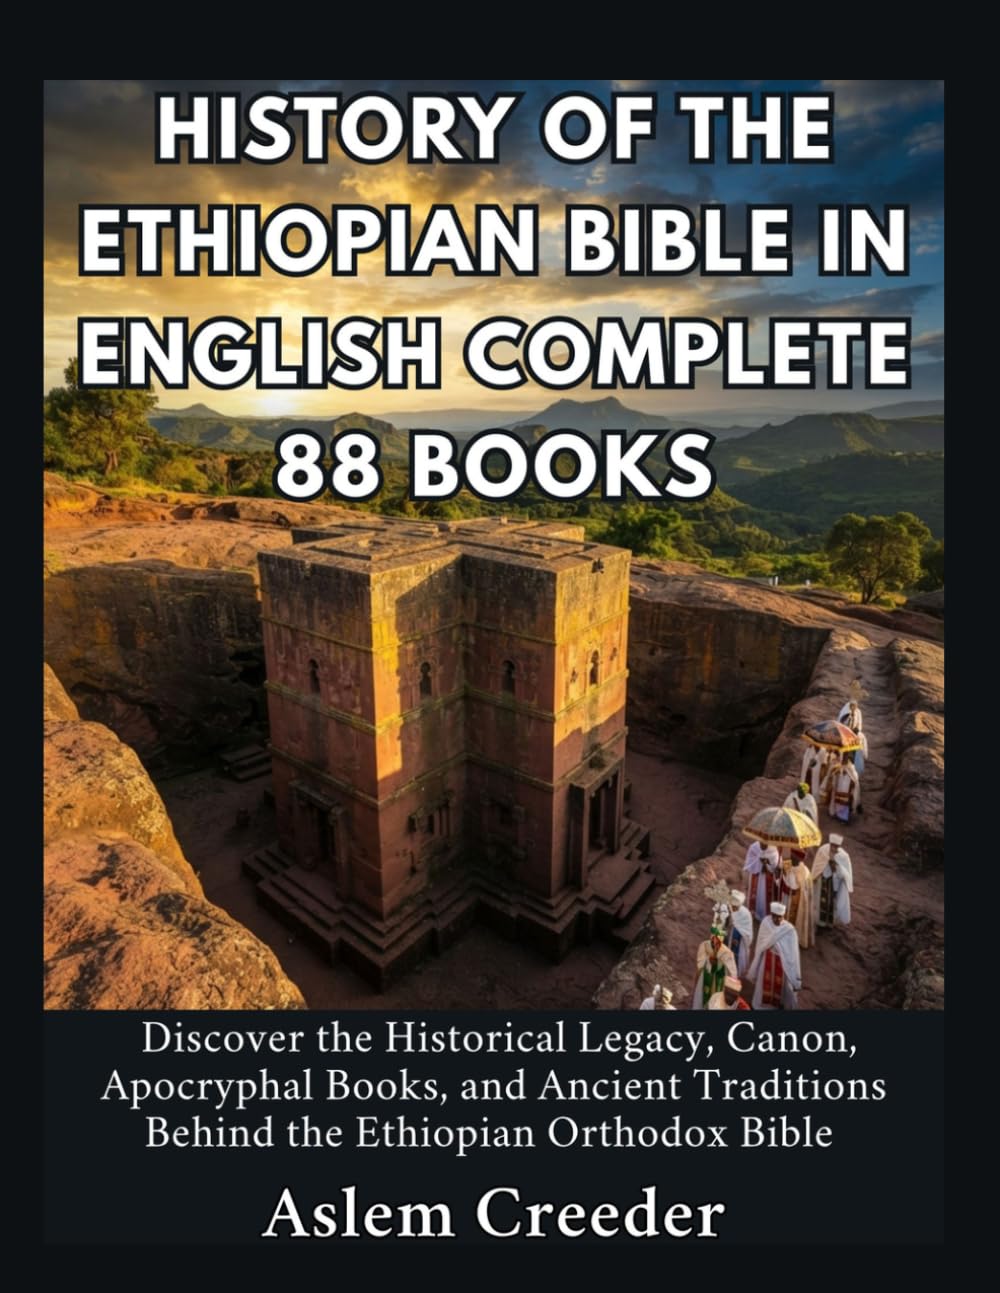 HISTORY OF THE
ETHIOPIAN BIBLE IN
ENGLISH COMPLETE
88 BOOKS
Discover the Historical Legacy, Canon,
Apocryphal Books, and Ancient Traditions
Behind the Ethiopian Orthodox Bible
Aslem Creeder